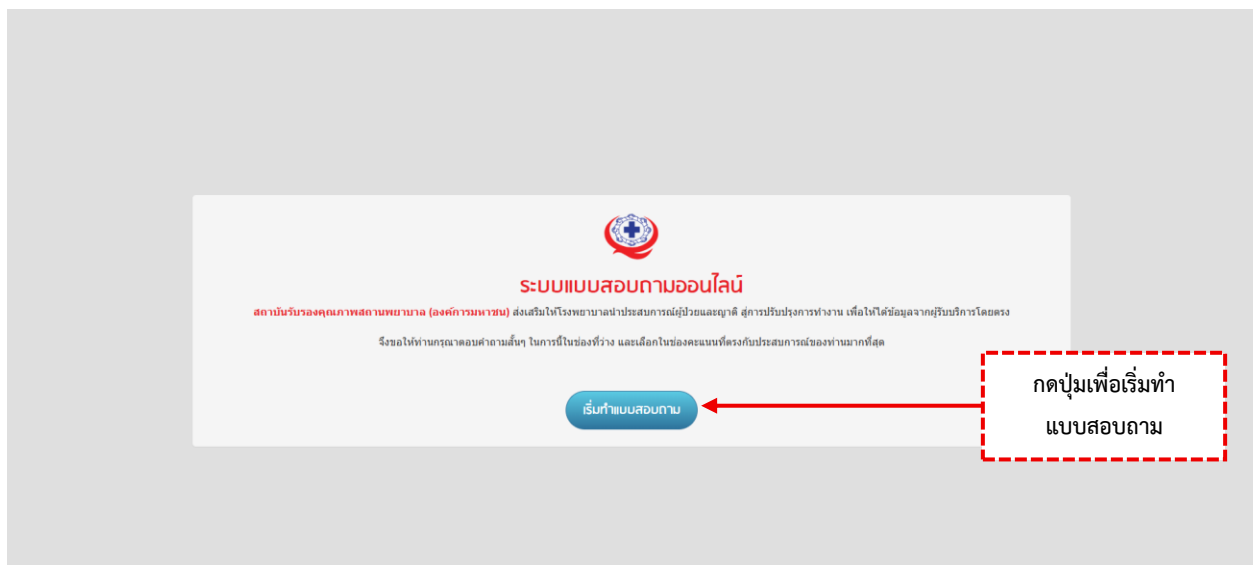 ระบบแบบสอบถามออนไลน์
สถาบันรับรองคุณภาพสถานพยาบาล (องค์การมหาชน) ส่งเสริมให้โรงพยาบาลนำประสบการณ์ผู้ป่วยและญาติ สู่การปรับปรุงการทำงาน เพื่อให้ได้ข้อมูลจากผู้รับบริการโดยตรง
จึงขอให้ท่านกรุณาตอบคำถามสั้นๆ ในการนี้ในช่องที่ว่าง และเลือกในช่องคะแนนที่ตรงกับประสบการณ์ของท่านมากที่สุด
กดปุ่มเพื่อเริ่มทำ
แบบสอบถาม
เริ่มทำแบบสอบถาม